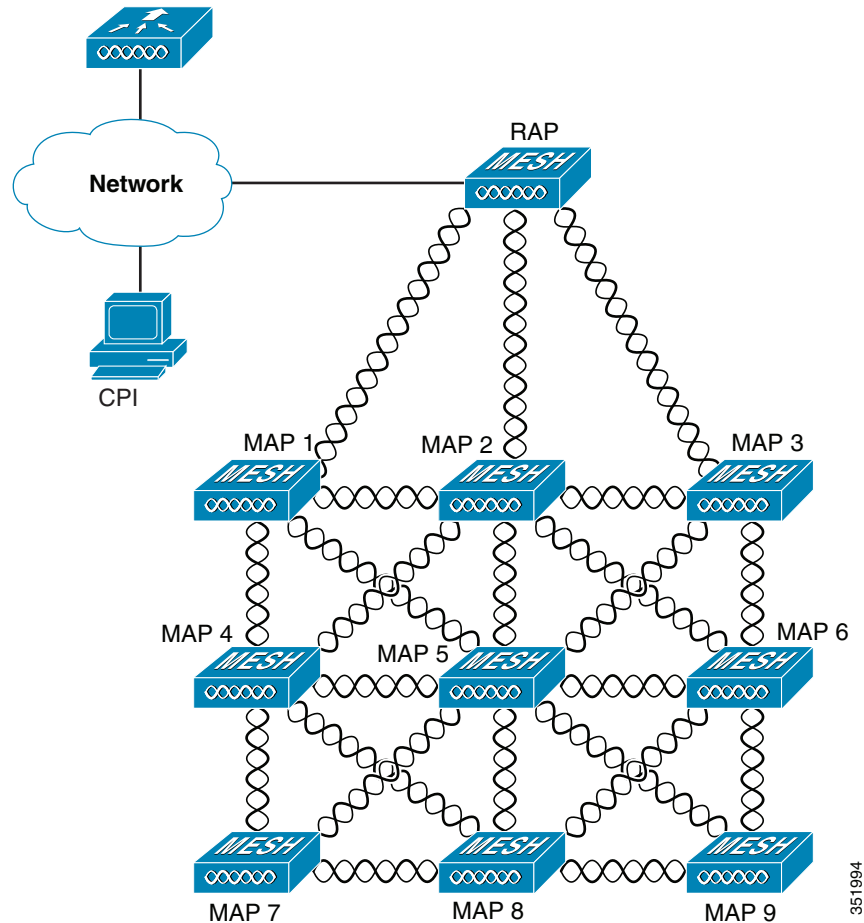 RAP
MESH
Network
CPI
MAP 1
MAP 2
MAP 3
MESH
MESH
MESH
MAP 4
MAP 5
MAP 6
MESH
MESH
MESH
MESH
MESH
MESH
MAP 7
MAP 8
MAP 9
351994